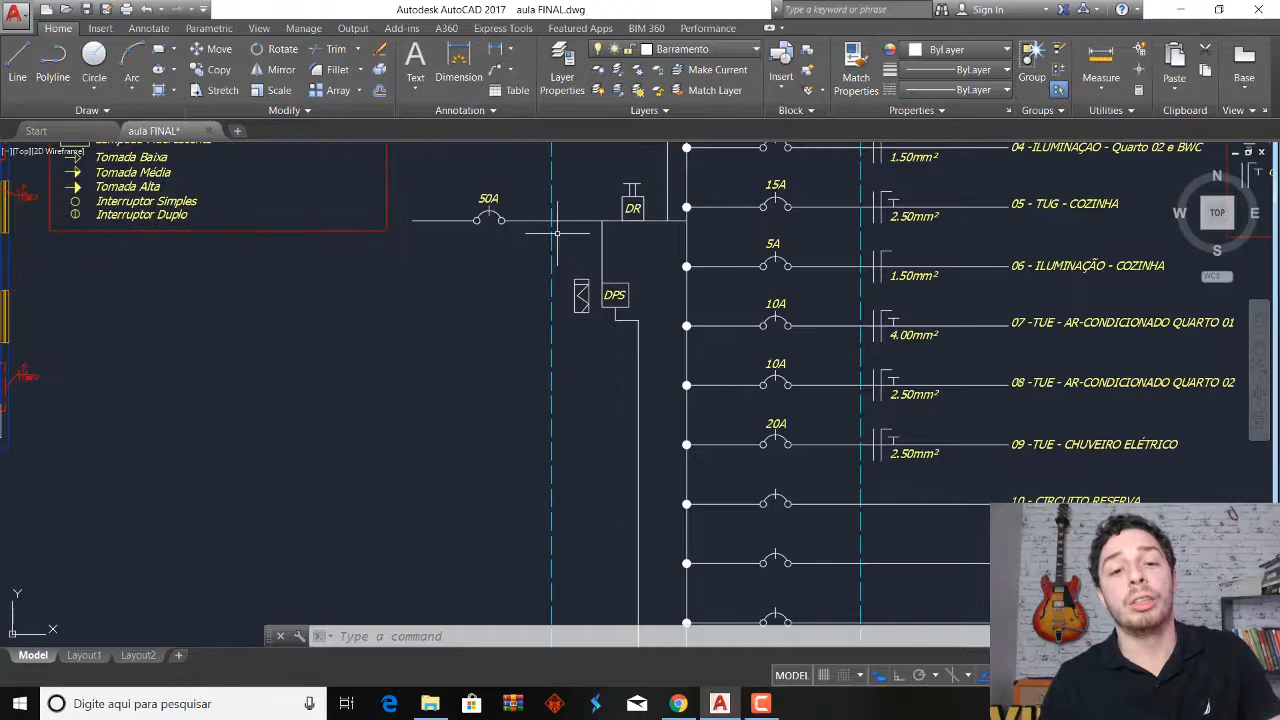 Autodesk AutoCAD 2017 aula FINAL.dwg
Type a keyword or phrase
Sign In
Home Insert Annotate Parametric View Manage Output Add-ins A360 Express Tools Featured Apps BIM 360 Performance
Line
Polyline
Circle
Arc
Move
Rotate
Trim
Copy
Mirror
Fillet
Stretch
Scale
Array
Text
Dimension
Table
Layer
Properties
Barramento
Make Current
Match Layer
Insert
Match
Properties
ByLayer
ByLayer
ByLayer
Group
Measure
Paste
Base
Draw
Modify
Annotation
Layers
Block
Properties
Groups
Utilities
Clipboard
View
Start
aula FINAL*
[-][Top][2D Wireframe]
Tomada Baixa
Tomada Média
Tomada Alta
Interruptor Simples
Interruptor Duplo
50A
DR
DPS
1.50mm²
04 -ILUMINAÇÃO - Quarto 02 e BWC
15A
2.50mm²
05 - TUG - COZINHA
5A
1.50mm²
06 - ILUMINAÇÃO - COZINHA
10A
4.00mm²
07 -TUE - AR-CONDICIONADO QUARTO 01
10A
2.50mm²
08 -TUE - AR-CONDICIONADO QUARTO 02
20A
2.50mm²
09 -TUE - CHUVEIRO ELÉTRICO
10 - CIRCUITO RESERVA
N
W
TOP
E
S
WCS
Y
X
Type a command
Model
Layout1
Layout2
MODEL
Digite aqui para pesquisar